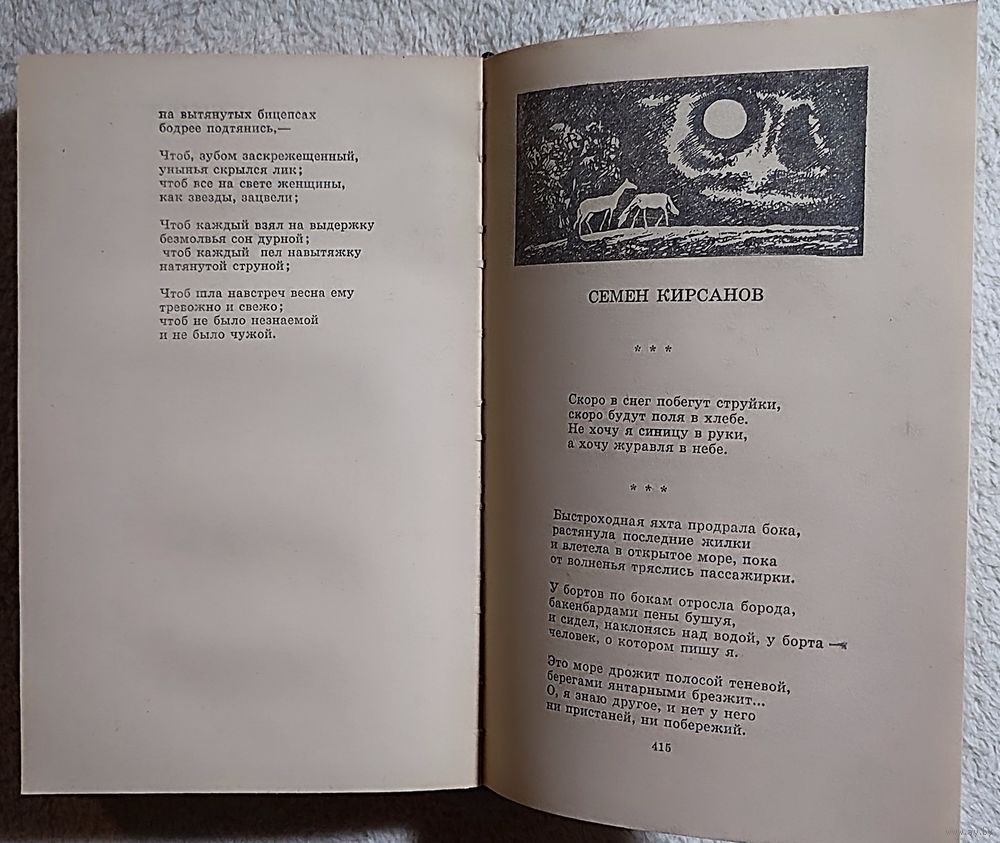 на вытянутых бицепсах
бодрее подтянись,—
Чтоб, зубом заскрежещенный,
унынья скрылся лик;
чтоб все на свете женщины,
как звезды, зацвели;
Чтоб каждый взял на выдержку
безмолвья сон дурной;
чтоб каждый пел навытяжку
натянутой струной;
Чтоб шла навстреч весна ему
тревожно и свежо;
чтоб не было незнаемой
и не было чужой.
СЕМЕН КИРСАНОВ
* * *
Скоро в снег побегут струйки,
скоро будут поля в хлебе.
Не хочу я синицу в руки,
а хочу журавля в небе.
* * *
Быстроходная яхта продрала бока,
растянула последние жилки
и влетела в открытое море, пока
от волненья тряслись пассажирки.
У бортов по бокам отросла борода,
бакенбардами пены бушуя,
и сидел, наклонясь над водой, у борта —
человек, о котором пишу я.
Это море дрожит полосой теневой,
берегами янтарными брезжит...
О, я знаю другое, и нет у него
ни пристаней, ни побережий.
415
www.ay.by